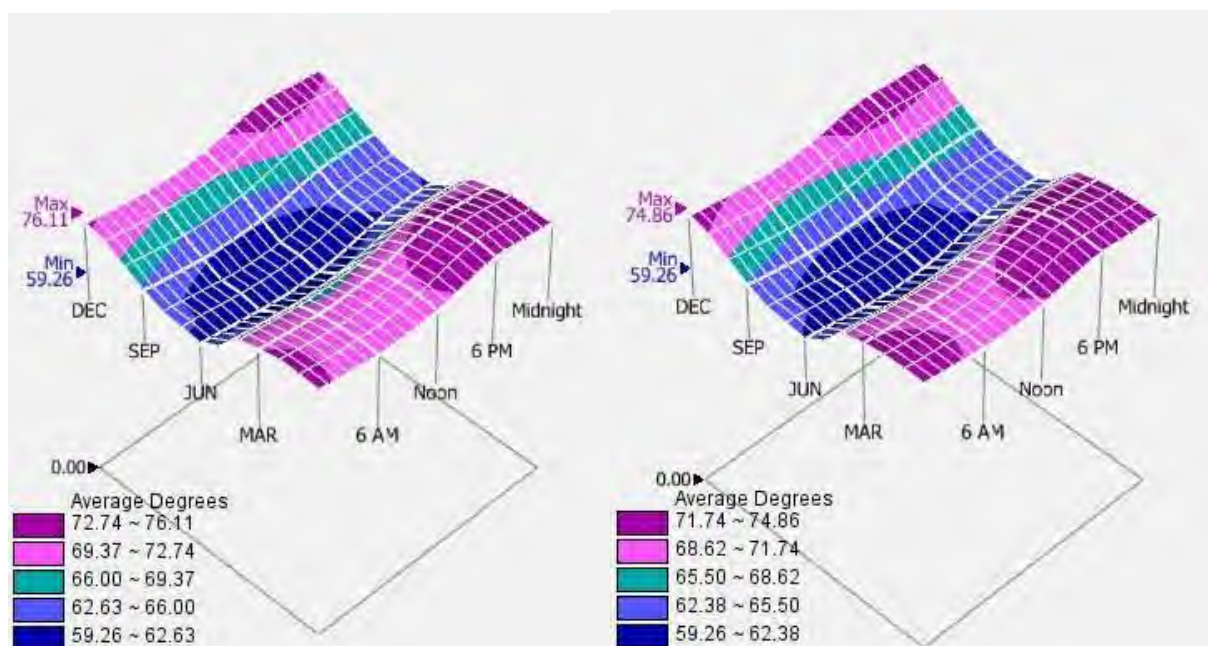 Max
76.11
Min
59.26
DEC
SEP
JUN
MAR
6 AM
Noon
6 PM
Midnight
0.00
Average Degrees
72.74 ~ 76.11
69.37 ~ 72.74
66.00 ~ 69.37
62.63 ~ 66.00
59.26 ~ 62.63
Max
74.86
Min
59.26
DEC
SEP
JUN
MAR
6 AM
Noon
6 PM
Midnight
0.00
Average Degrees
71.74 ~ 74.86
68.62 ~ 71.74
65.50 ~ 68.62
62.38 ~ 65.50
59.26 ~ 62.38